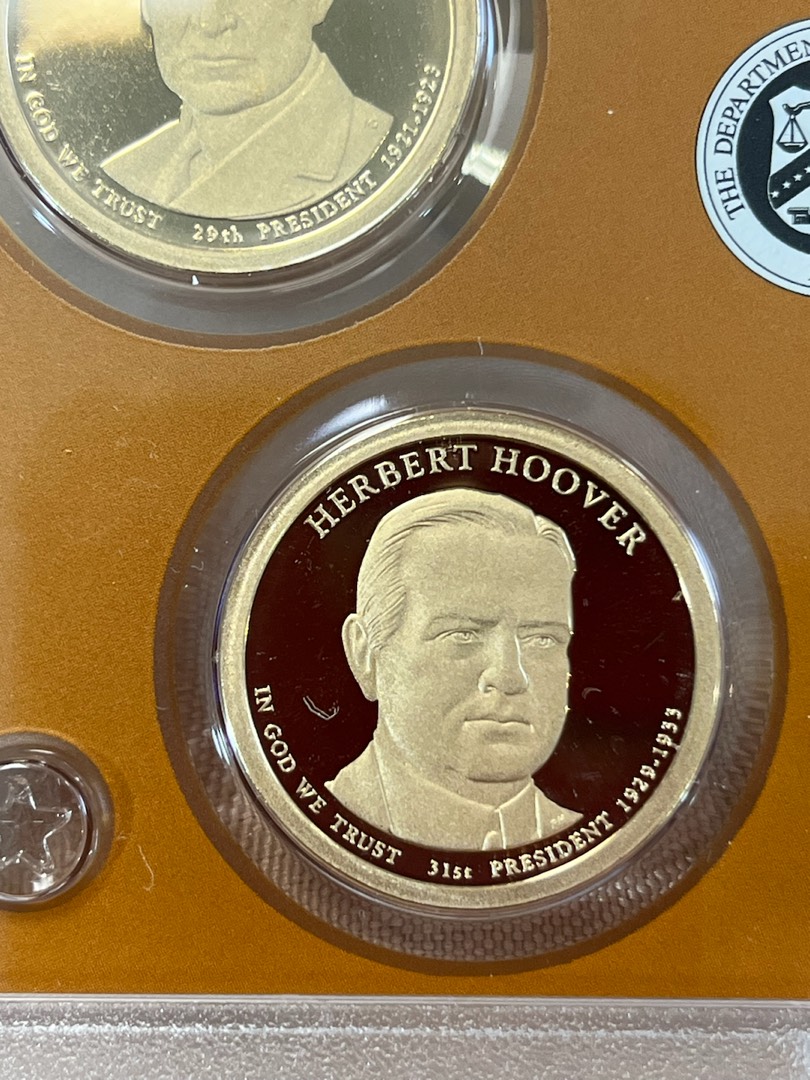 IN GOD WE TRUST 29th PRESIDENT 1921-1923
THE DEPARTMEN
HERBERT HOOVER
IN GOD WE TRUST 31st PRESIDENT 1929-1933